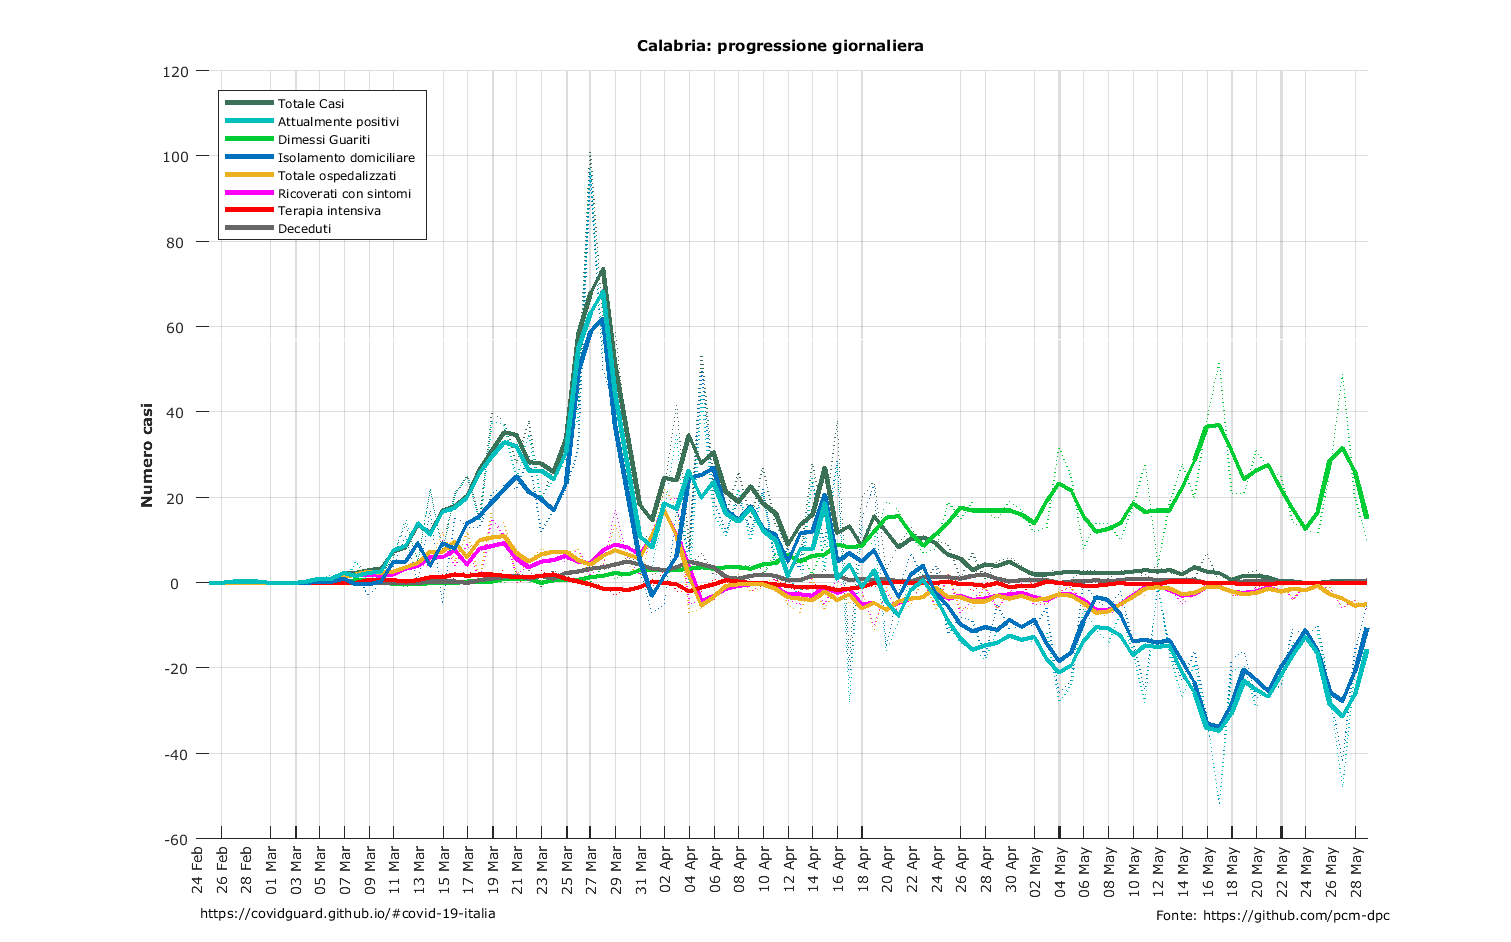 Calabria: progressione giornaliera
Numero casi
120
100
80
60
40
20
0
-20
-40
-60
Totale Casi
Attualmente positivi
Dimessi Guariti
Isolamento domiciliare
Totale ospedalizzati
Ricoverati con sintomi
Terapia intensiva
Deceduti
24 Feb
26 Feb
28 Feb
01 Mar
03 Mar
05 Mar
07 Mar
09 Mar
11 Mar
13 Mar
15 Mar
17 Mar
19 Mar
21 Mar
23 Mar
25 Mar
27 Mar
29 Mar
31 Mar
02 Apr
04 Apr
06 Apr
08 Apr
10 Apr
12 Apr
14 Apr
16 Apr
18 Apr
20 Apr
22 Apr
24 Apr
26 Apr
28 Apr
30 Apr
02 May
04 May
06 May
08 May
10 May
12 May
14 May
16 May
18 May
20 May
22 May
24 May
26 May
28 May
https://covidguard.github.io/#covid-19-italia
Fonte: https://github.com/pcm-dpc